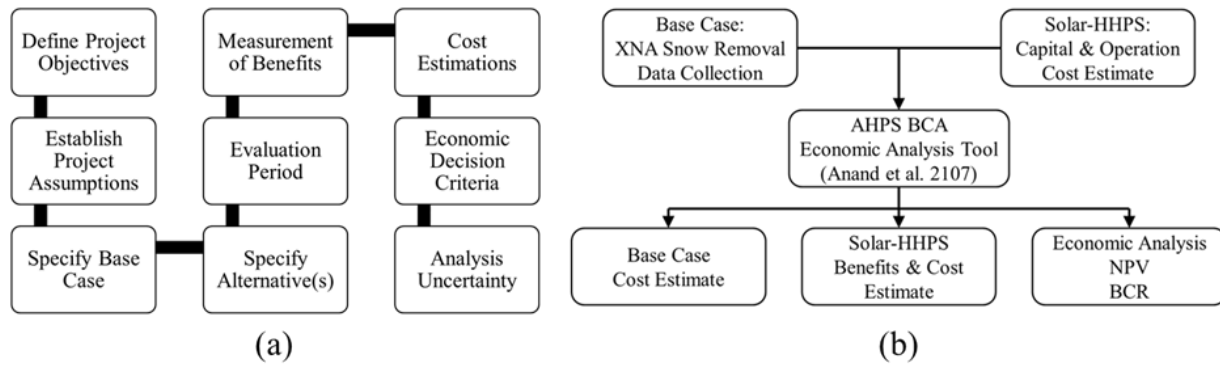 Define Project
Objectives
Establish
Project
Assumptions
Specify Base
Case
Measurement
of Benefits
Evaluation
Period
Specify
Alternative(s)
Cost
Estimations
Economic
Decision
Criteria
Analysis
Uncertainty
(a)
Base Case:
XNA Snow Removal
Data Collection
Solar-HHPS:
Capital & Operation
Cost Estimate
AHPS BCA
Economic Analysis Tool
(Anand et al. 2107)
Base Case
Cost Estimate
Solar-HHPS
Benefits & Cost
Estimate
Economic Analysis
NPV
BCR
(b)